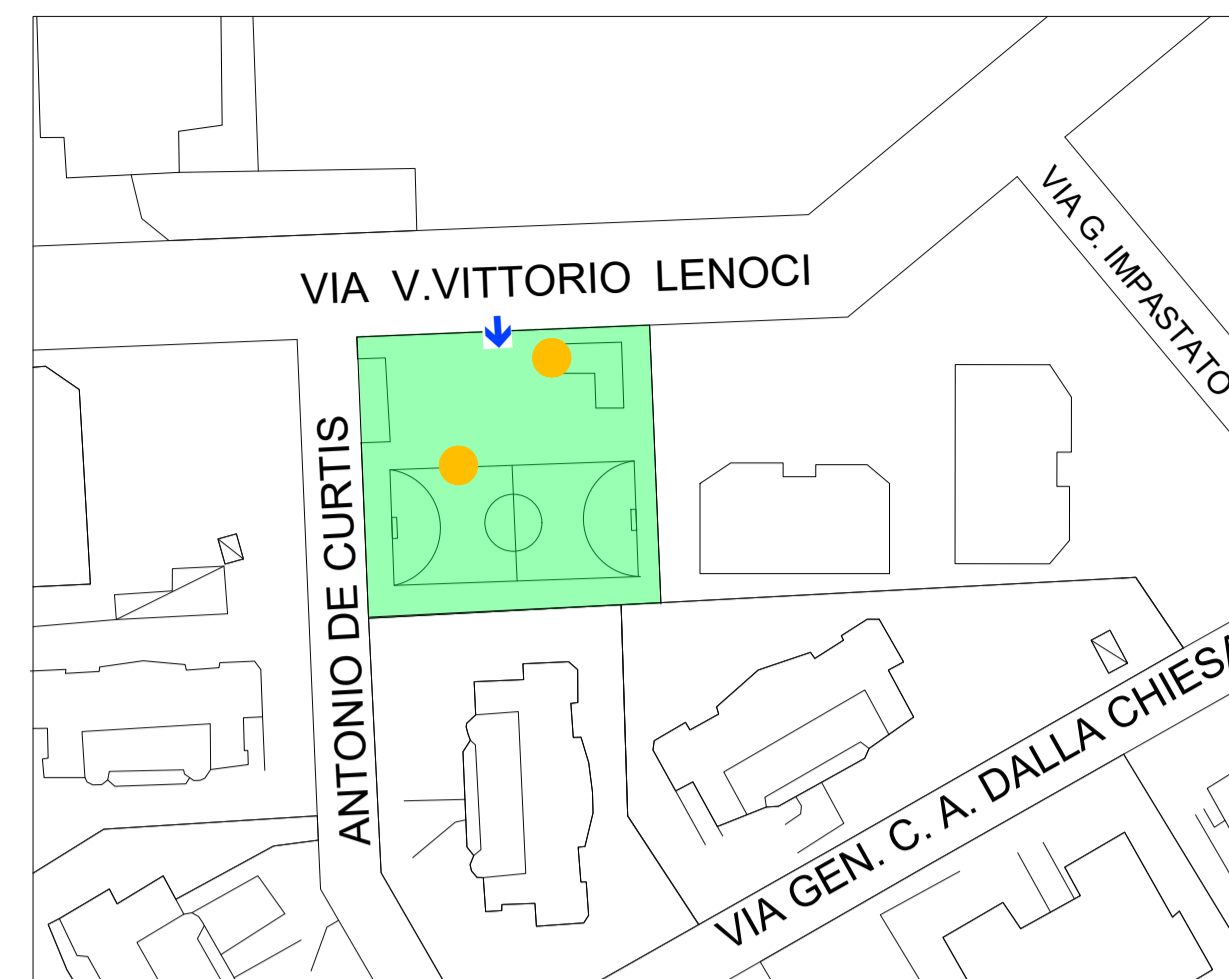 VIA V.VITTORIO LENOCI
VIA G. IMPASTATO
ANTONIO DE CURTIS
VIA GEN. C. A. DALLA CHIESA